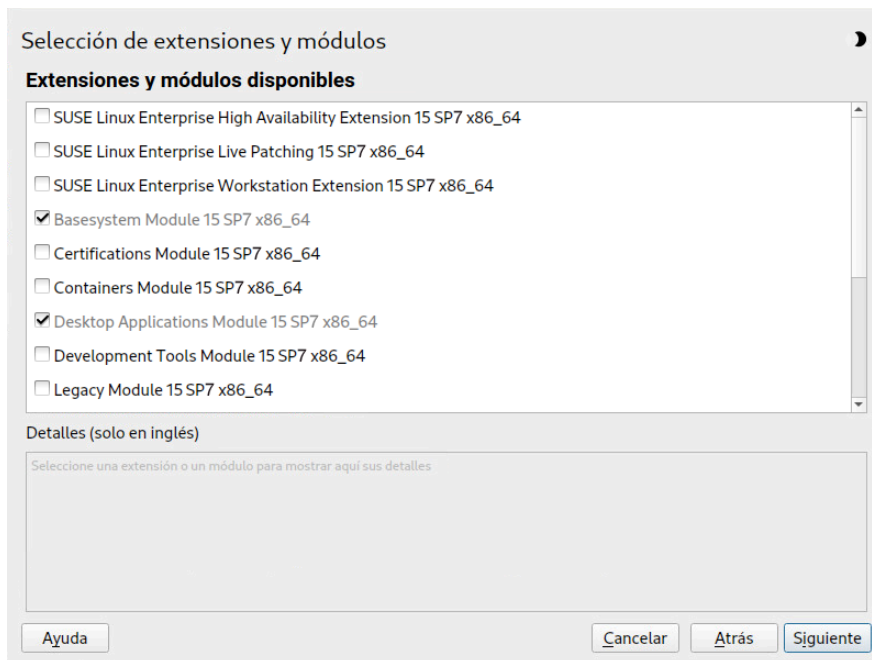 Selección de extensiones y módulos
Extensiones y módulos disponibles
SUSE Linux Enterprise High Availability Extension 15 SP7 x86_64
SUSE Linux Enterprise Live Patching 15 SP7 x86_64
SUSE Linux Enterprise Workstation Extension 15 SP7 x86_64
Basesystem Module 15 SP7 x86_64
Certifications Module 15 SP7 x86_64
Containers Module 15 SP7 x86_64
Desktop Applications Module 15 SP7 x86_64
Development Tools Module 15 SP7 x86_64
Legacy Module 15 SP7 x86_64
Detalles (solo en inglés)
Seleccione una extensión o un módulo para mostrar aquí sus detalles
Ayuda Cancelar Atrás Siguiente